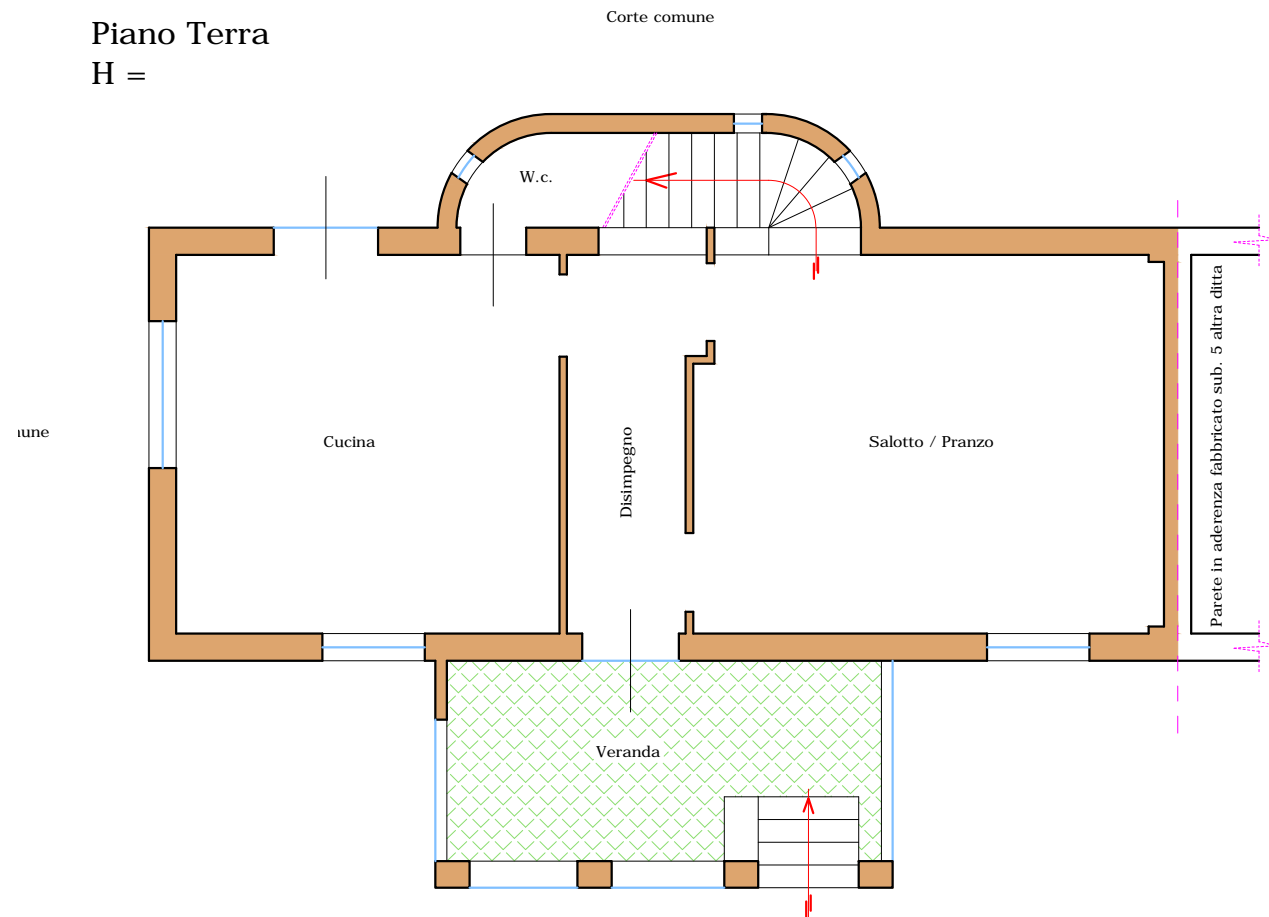 Corte comune
Piano Terra
H =
W.c.
Parete in aderenza fabbricato sub. 5 altra ditta
Cucina
Disimpegno
Salotto / Pranzo
Veranda